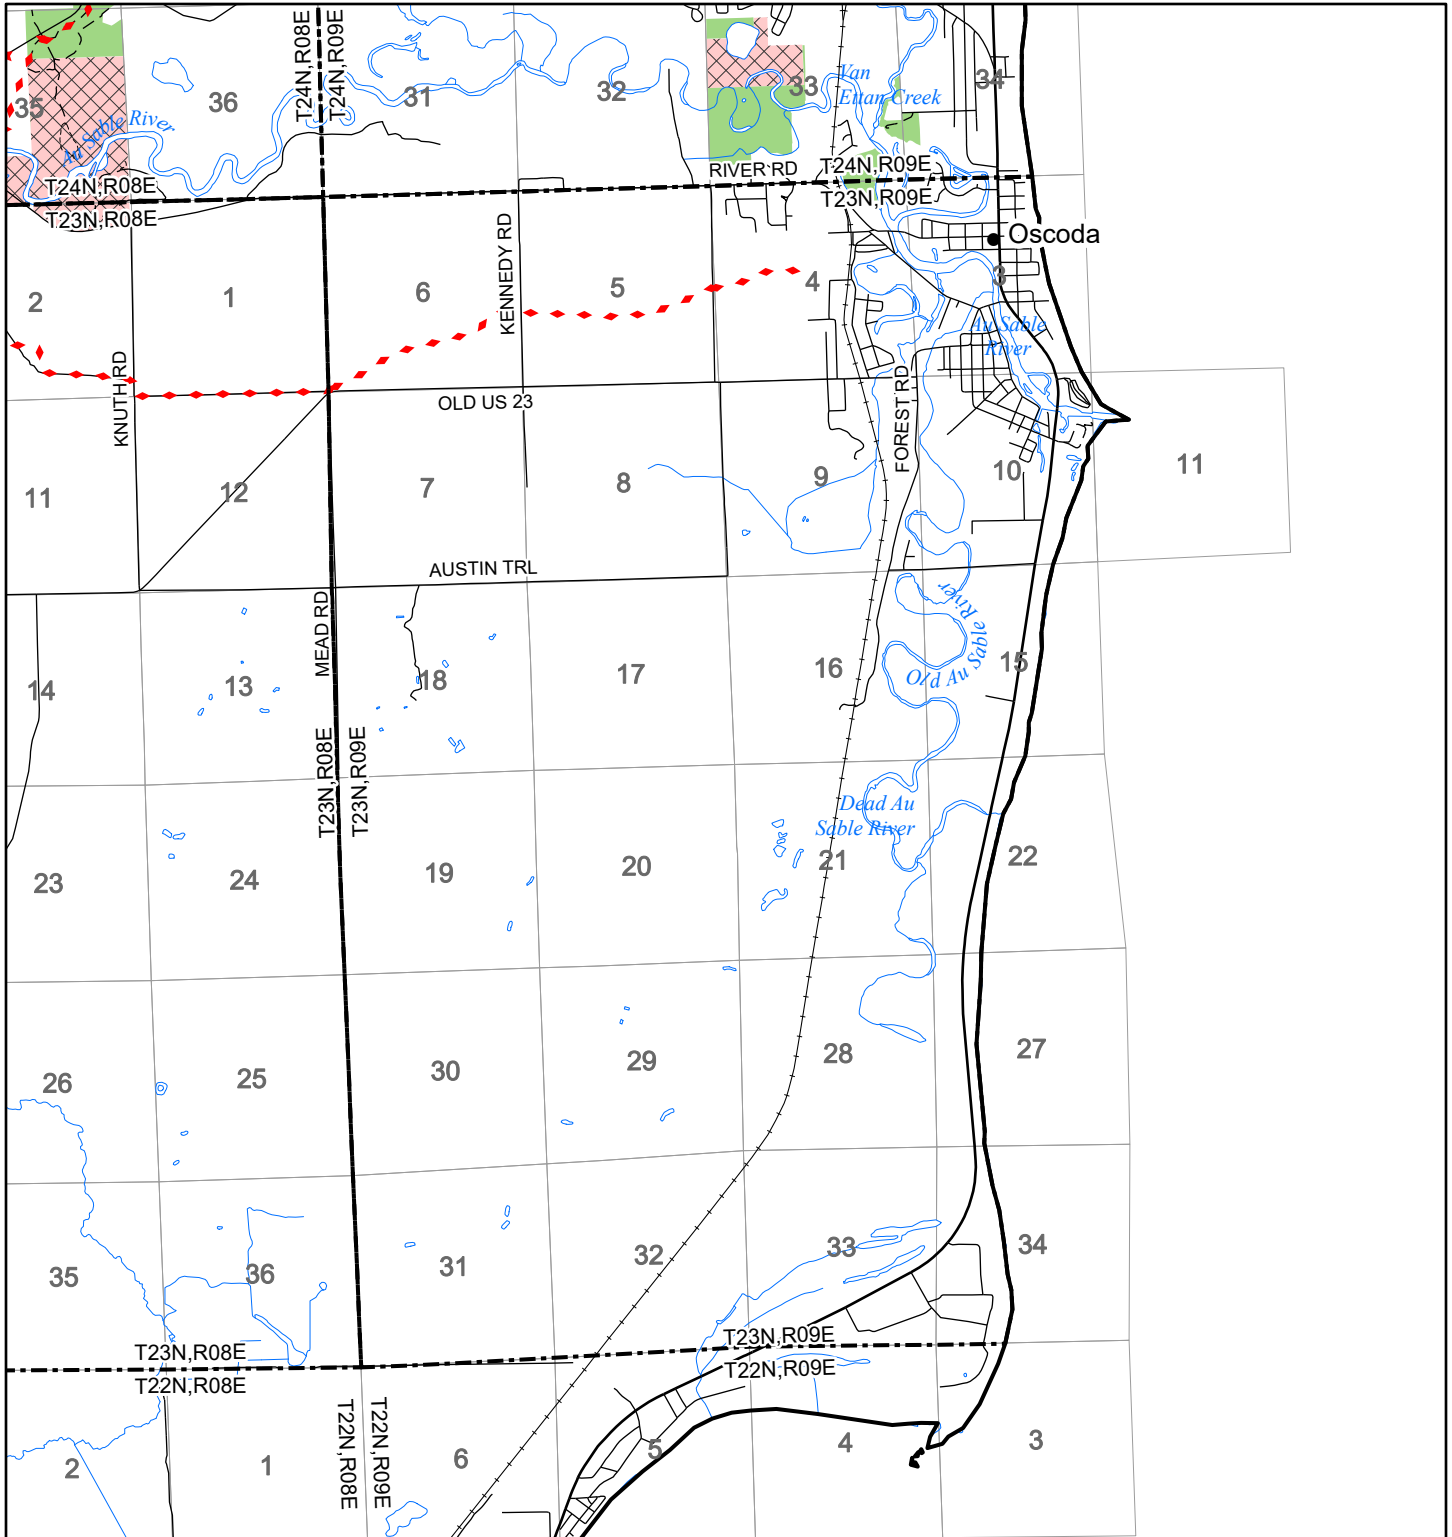 T24N,R08E
T24N,R09E
35
36
31
32
33
34
Van
Ettan Creek
Au Sable River
T24N,R08E
T23N,R08E
RIVER RD
T24N,R09E
T23N,R09E
Oscoda
2
1
6
KENNEDY RD
5
4
3
Au Sable
River
KNUTH RD
OLD US 23
FOREST RD
11
12
7
8
9
10
11
AUSTIN TRL
MEAD RD
Old Au Sable River
14
13
18
17
16
15
T23N,R08E
T23N,R09E
Dead Au
Sable River
23
24
19
20
21
22
26
25
30
29
28
27
35
36
31
32
33
34
T23N,R08E
T22N,R08E
T23N,R09E
T22N,R09E
T22N,R08E
T22N,R09E
2
1
6
5
4
3